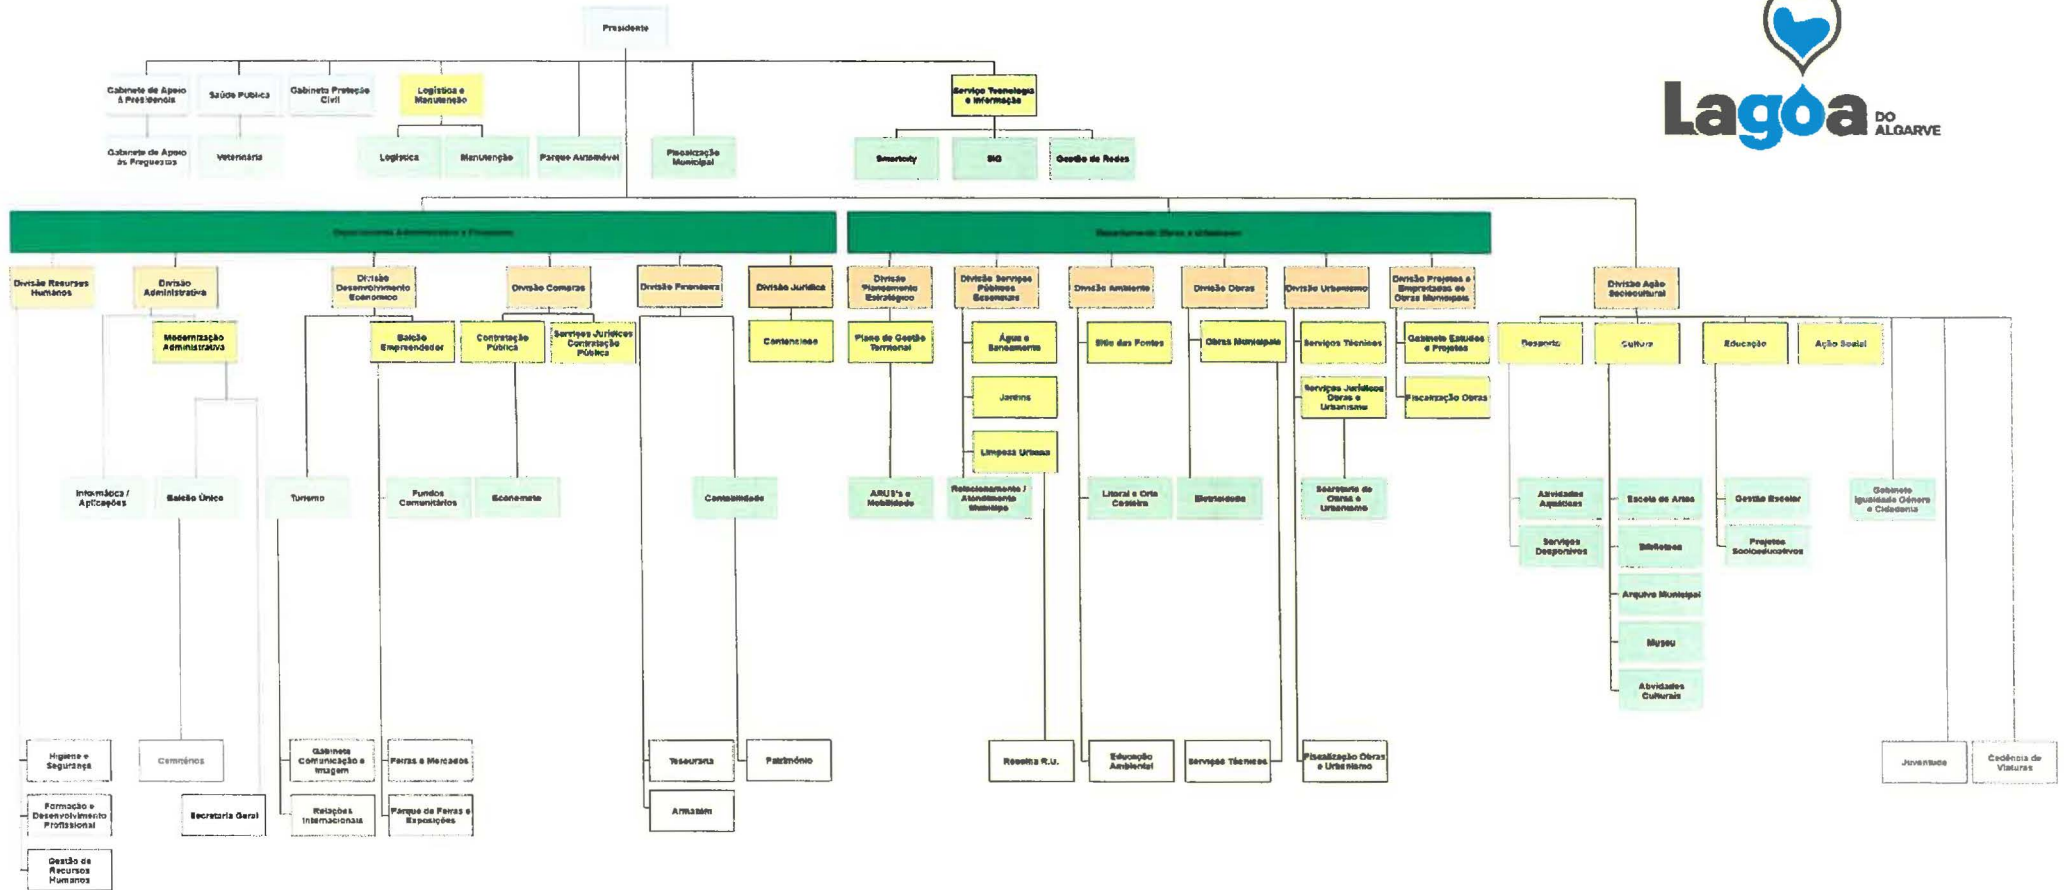 Presidente
Lagoa DO
ALGARVE
Gabinete de Apoio
à Presidência
Saúde Pública
Gabinete Proteção
Civil
Logística e
Manutenção
Serviço Tecnologia
e Informação
Gabinete de Apoio
às Freguesias
Veterinária
Logística
Manutenção
Parque Automóvel
Fiscalização
Municipal
Smartcity
SIG
Gestão de Redes
Departamento Administrativo e Financeiro
Departamento Obras e Urbanismo
Divisão Recursos
Humanos
Divisão
Administrativa
Divisão
Desenvolvimento
Económico
Divisão Compras
Divisão Financeira
Divisão Jurídica
Divisão
Planeamento
Estratégico
Divisão Serviços
Públicos
Essenciais
Divisão Ambiente
Divisão Obras
Divisão Urbanismo
Divisão Projetos e
Empreitadas de
Obras Municipais
Divisão Ação
Sociocultural
Modernização
Administrativa
Balcão
Empreendedor
Contratação
Pública
Serviços Jurídicos
Contratação
Pública
Contencioso
Plano de Gestão
Territorial
Água e
Saneamento
Sítio das Fontes
Obras Municipais
Serviços Técnicos
Gabinete Estudos
e Projetos
Desporto
Cultura
Educação
Ação Social
Jardins
Serviços Jurídicos
Obras e
Urbanismo
Fiscalização Obras
Limpeza Urbana
Informática /
Aplicações
Balcão Único
Turismo
Fundos
Comunitários
Economato
Contabilidade
ARUS's e
Mobilidade
Relacionamento /
Atendimento
Munícipe
Litoral e Orla
Costeira
Eletricidade
Secretaria de
Obras e
Urbanismo
Atividades
Aquáticas
Escola de Artes
Gestão Escolar
Gabinete
Igualdade Género
e Cidadania
Serviços
Desportivos
Biblioteca
Projetos
Socioeducativos
Arquivo Municipal
Museu
Atividades
Culturais
Higiene e
Segurança
Cemitérios
Gabinete
Comunicação e
Imagem
Feiras e Mercados
Tesouraria
Património
Recolha R.U.
Educação
Ambiental
Serviços Técnicos
Fiscalização Obras
e Urbanismo
Juventude
Cedência de
Viaturas
Formação e
Desenvolvimento
Profissional
Secretaria Geral
Relações
Internacionais
Parque de Feiras e
Exposições
Armazém
Gestão de
Recursos
Humanos